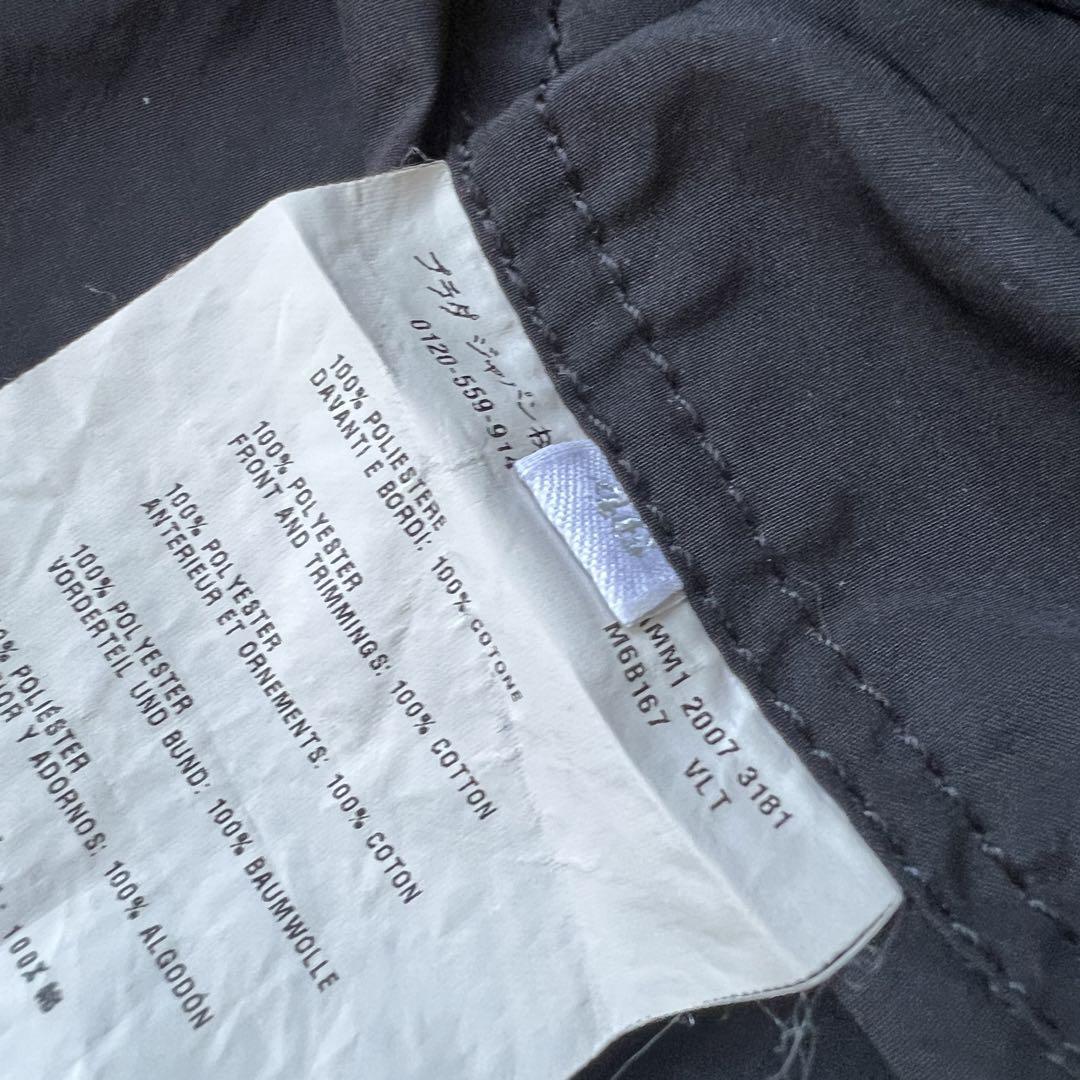 プラダ ジャパン
0120-559-914
100% POLIESTERE
DAVANTI E BORDI: 100% COTONE
100% POLYESTER
FRONT AND TRIMMINGS: 100% COTTON
100% POLYESTER
ANTERIEUR ET ORNEMENTS: 100% COTON
100% POLYESTER
VORDERTEIL UND BUND: 100% BAUMWOLLE
POLIÉSTER
Y ADORNOS: 100% ALGODÓN
100%
2007 3181
M6B167 VLT